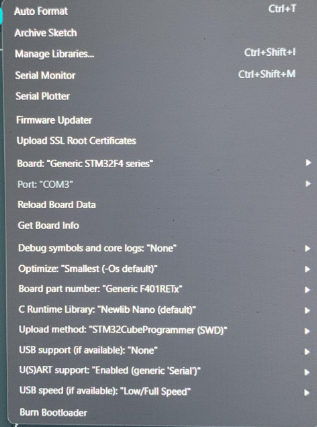 Auto Format Ctrl+T
Archive Sketch
Manage Libraries... Ctrl+Shift+I
Serial Monitor Ctrl+Shift+M
Serial Plotter
Firmware Updater
Upload SSL Root Certificates
Board: "Generic STM32F4 series"
Port: "COM3"
Reload Board Data
Get Board Info
Debug symbols and core logs: "None"
Optimize: "Smallest (-Os default)"
Board part number: "Generic F401RETx"
C Runtime Library: "Newlib Nano (default)"
Upload method: "STM32CubeProgrammer (SWD)"
USB support (if available): "None"
U(S)ART support: "Enabled (generic 'Serial')"
USB speed (if available): "Low/Full Speed"
Burn Bootloader